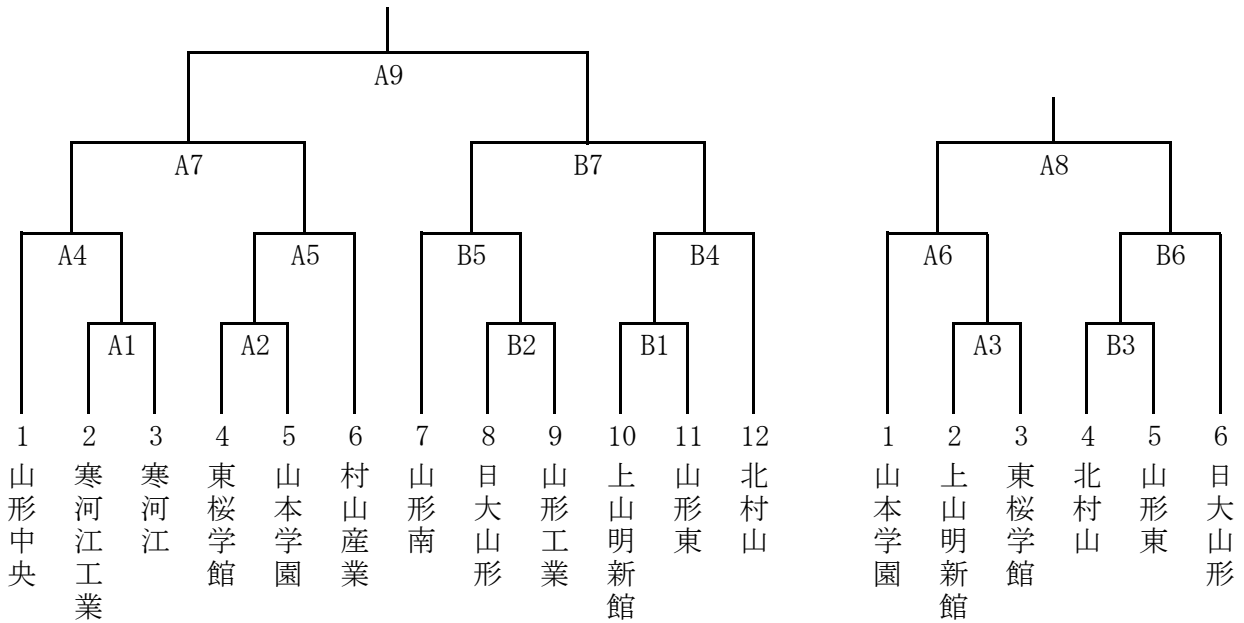 A9
A7
B7
A8
A4
A5
B5
B4
A6
B6
A1
A2
B2
B1
A3
B3
1 2 3 4 5 6 7 8 9 10 11 12 1 2 3 4 5 6
山形中央
寒河江工業
寒河江
東桜学館
山本学園
村山産業
山形南
日大山形
山形工業
上山明新館
山形東
北村山
山本学園
上山明新館
東桜学館
北村山
山形東
日大山形